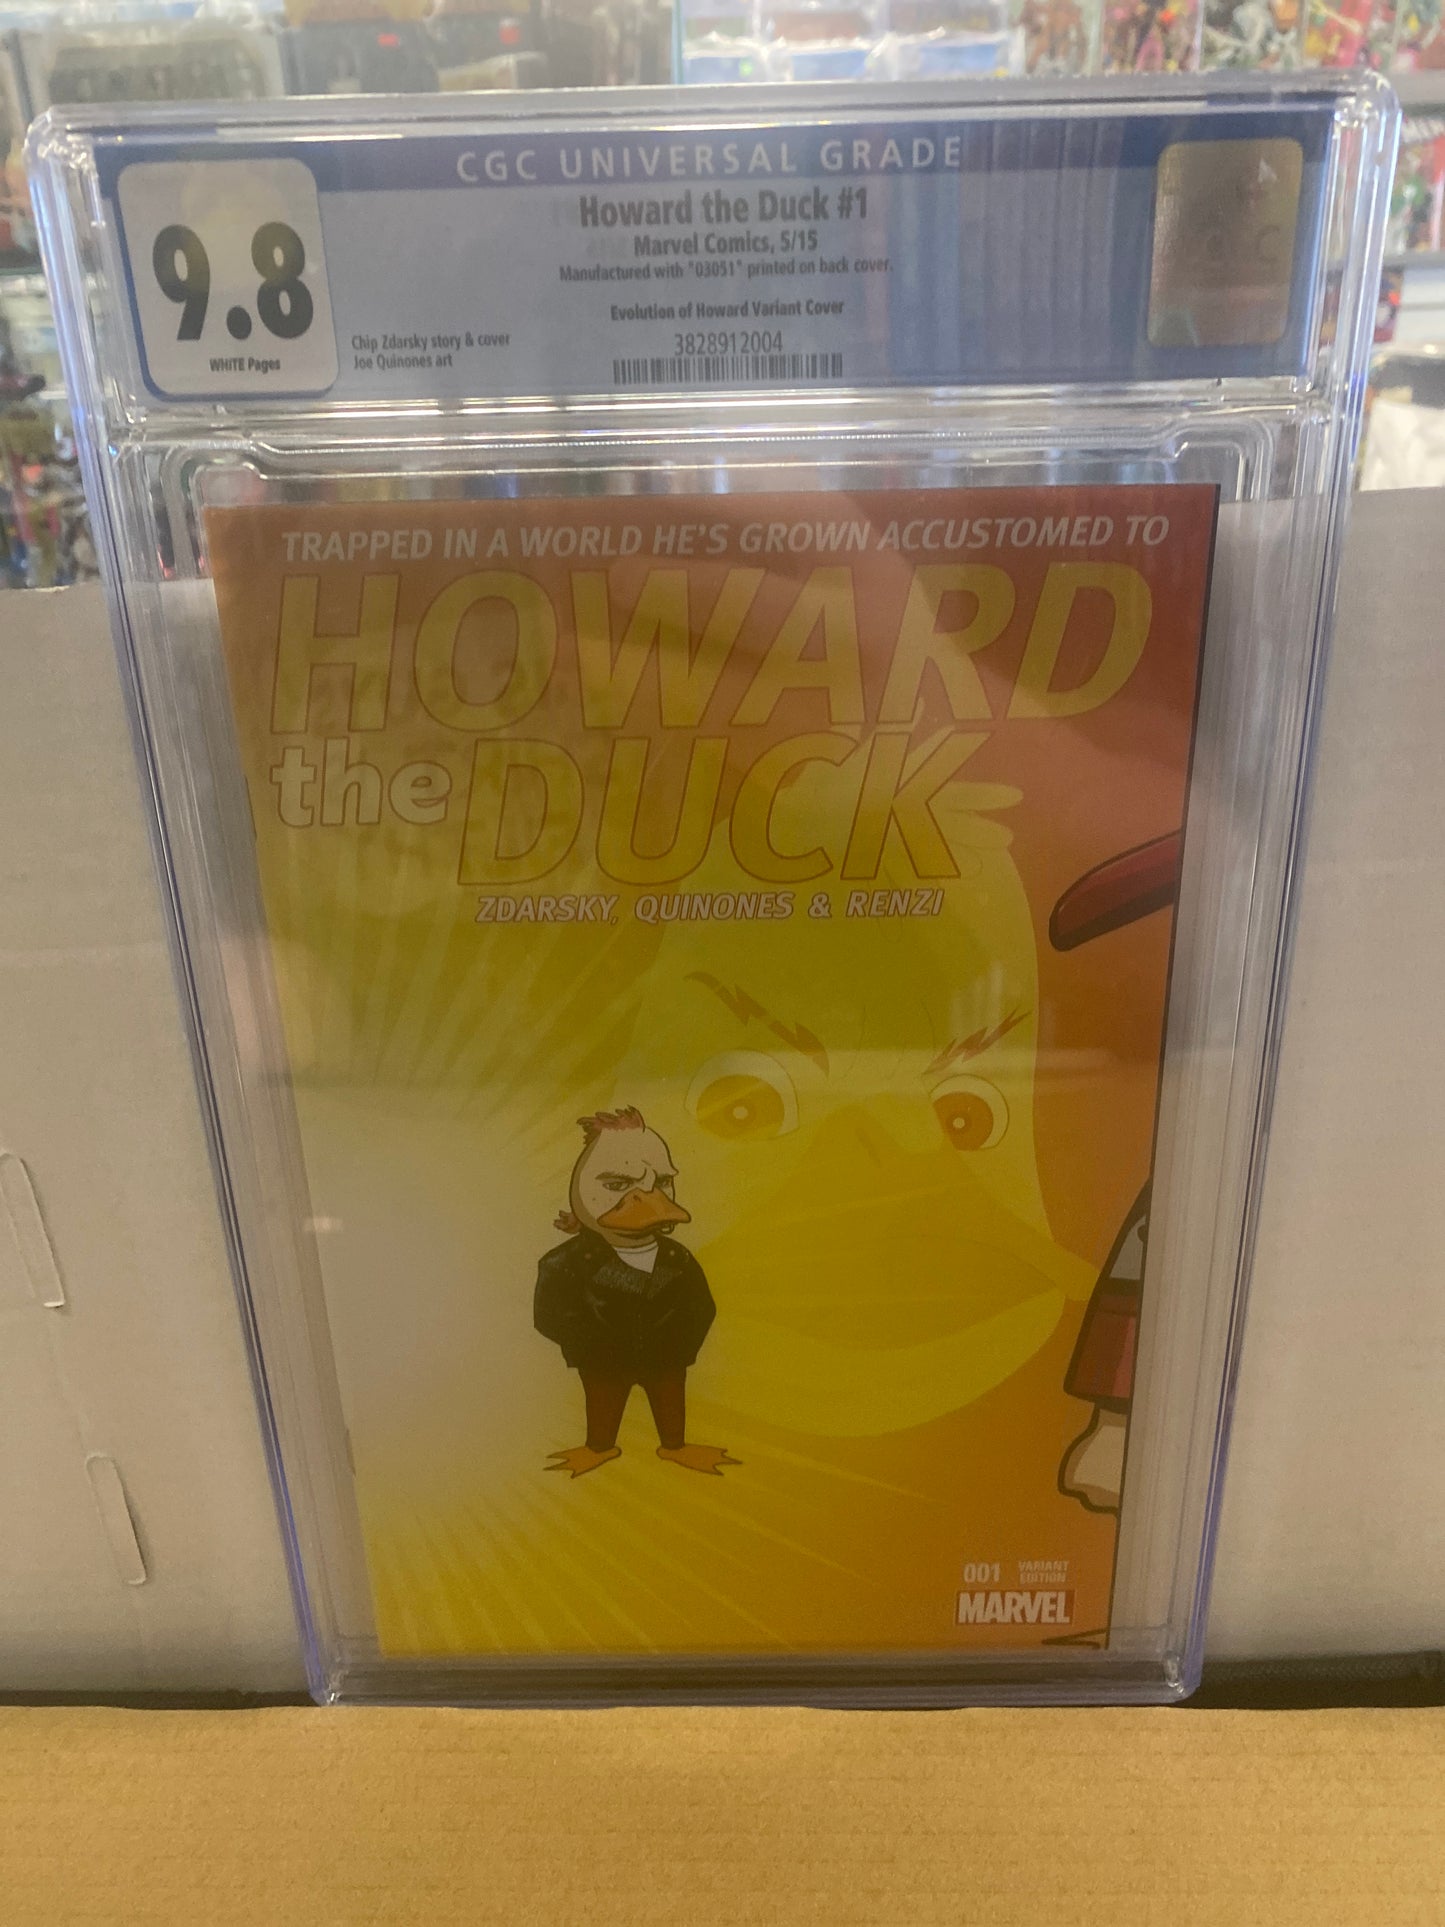 CGC UNIVERSAL GRADE
9.8
WHITE Pages
Howard the Duck #1
Marvel Comics, 5/15
Manufactured with "03051" printed on back cover.
Evolution of Howard Variant Cover
Chip Zdarsky story & cover
Joe Quinones art
3828912004
TRAPPED IN A WORLD HE'S GROWN ACCUSTOMED TO
HOWARD
the DUCK
ZDARSKY, QUINONES & RENZI
001 VARIANT
EDITION
MARVEL